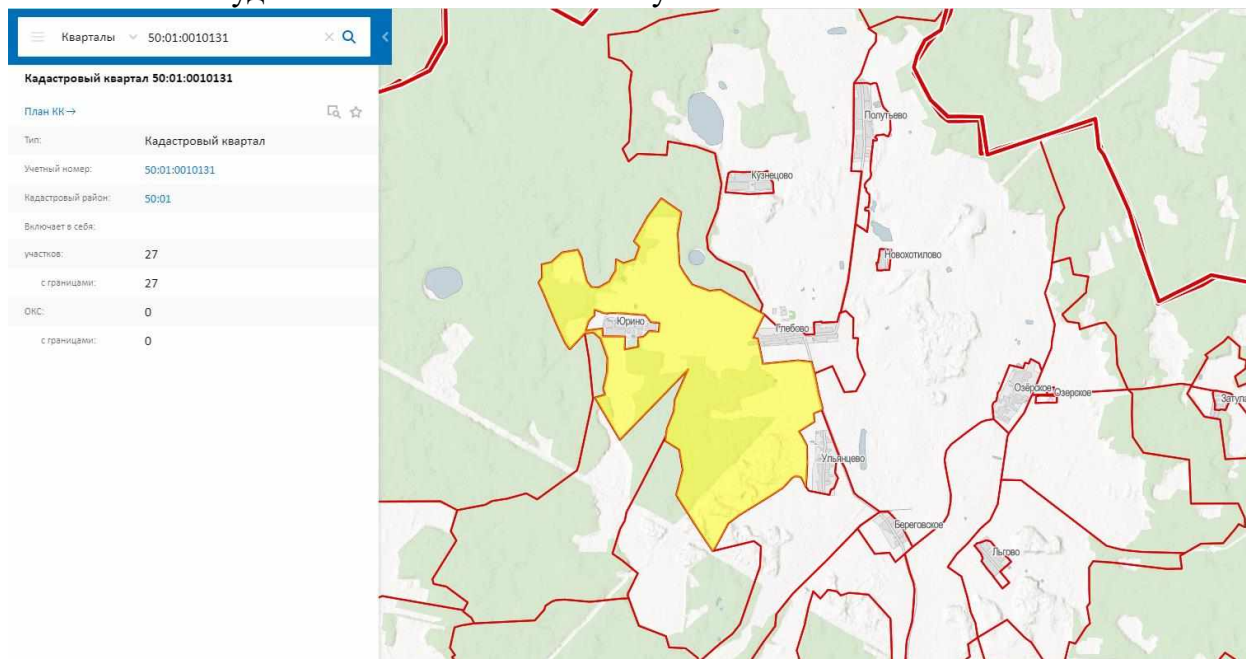 Кварталы 50:01:0010131
Кадастровый квартал 50:01:0010131
План КК→
Тип: Кадастровый квартал
Учетный номер: 50:01:0010131
Кадастровый район: 50:01
Включает в себя:
участков: 27
с границами: 27
ОКС: 0
с границами: 0
Полутьево
Кузнецово
Новохотилово
Юрино
Глебово
Озёрское
Озерское
Ульянцево
Береговское
Льгово